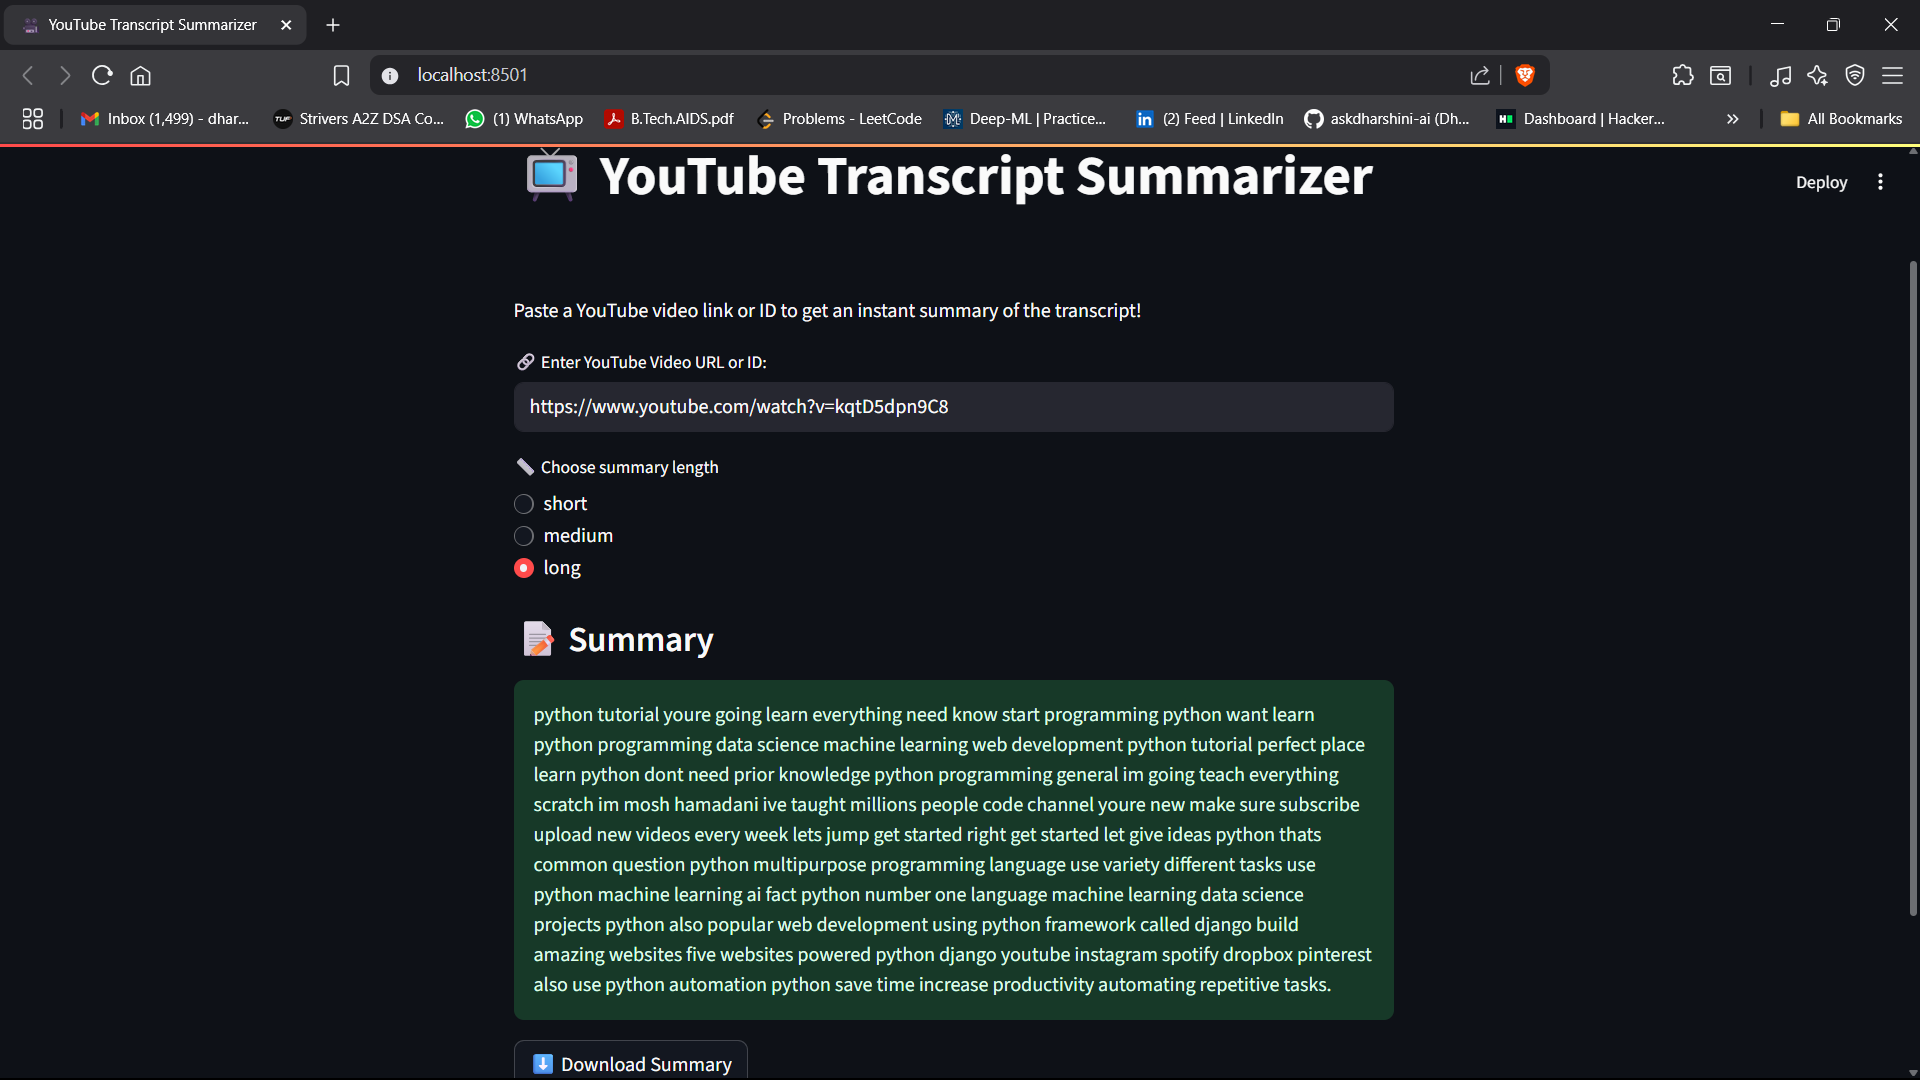 YouTube Transcript Summarizer
localhost:8501
Inbox (1,499) - dhar...
TUF
Strivers A2Z DSA Co...
(1) WhatsApp
B.Tech.AIDS.pdf
Problems - LeetCode
Deep-ML | Practice...
(2) Feed | LinkedIn
askdharshini-ai (Dh...
Dashboard | Hacker...
All Bookmarks
YouTube Transcript Summarizer
Deploy
Paste a YouTube video link or ID to get an instant summary of the transcript!
Enter YouTube Video URL or ID:
https://www.youtube.com/watch?v=kqtD5dpn9C8
Choose summary length
short
medium
long
Summary
python tutorial youre going learn everything need know start programming python want learn
python programming data science machine learning web development python tutorial perfect place
learn python dont need prior knowledge python programming general im going teach everything
scratch im mosh hamadani ive taught millions people code channel youre new make sure subscribe
upload new videos every week lets jump get started right get started let give ideas python thats
common question python multipurpose programming language use variety different tasks use
python machine learning ai fact python number one language machine learning data science
projects python also popular web development using python framework called django build
amazing websites five websites powered python django youtube instagram spotify dropbox pinterest
also use python automation python save time increase productivity automating repetitive tasks.
Download Summary